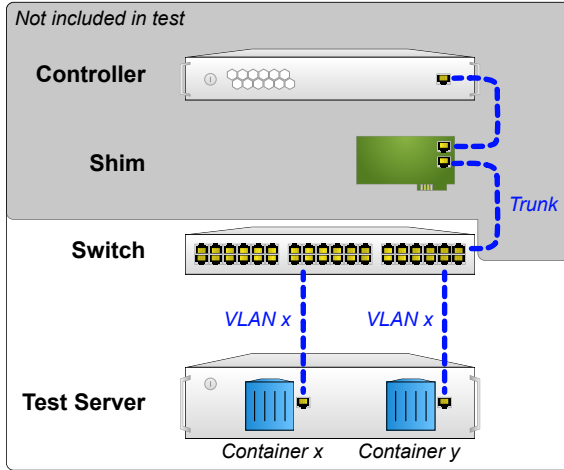 Not included in test
Controller
Shim
Trunk
Switch
VLAN x
VLAN x
Test Server
Container x
Container y